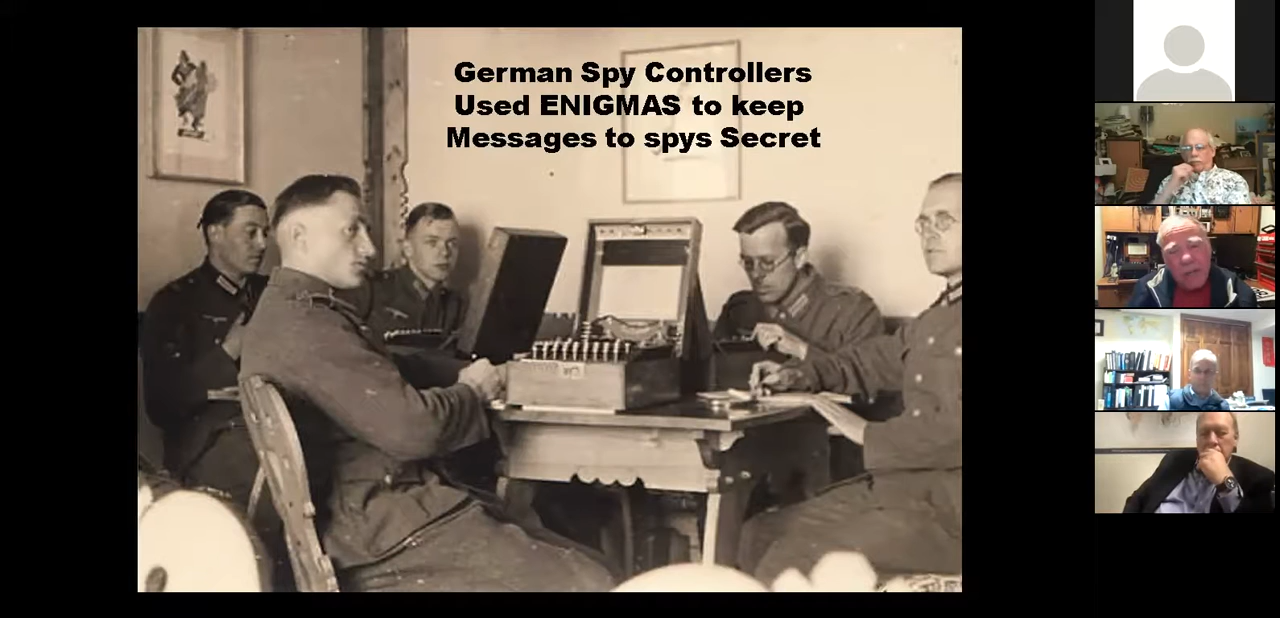 German Spy Controllers
Used ENIGMAS to keep
Messages to spys Secret